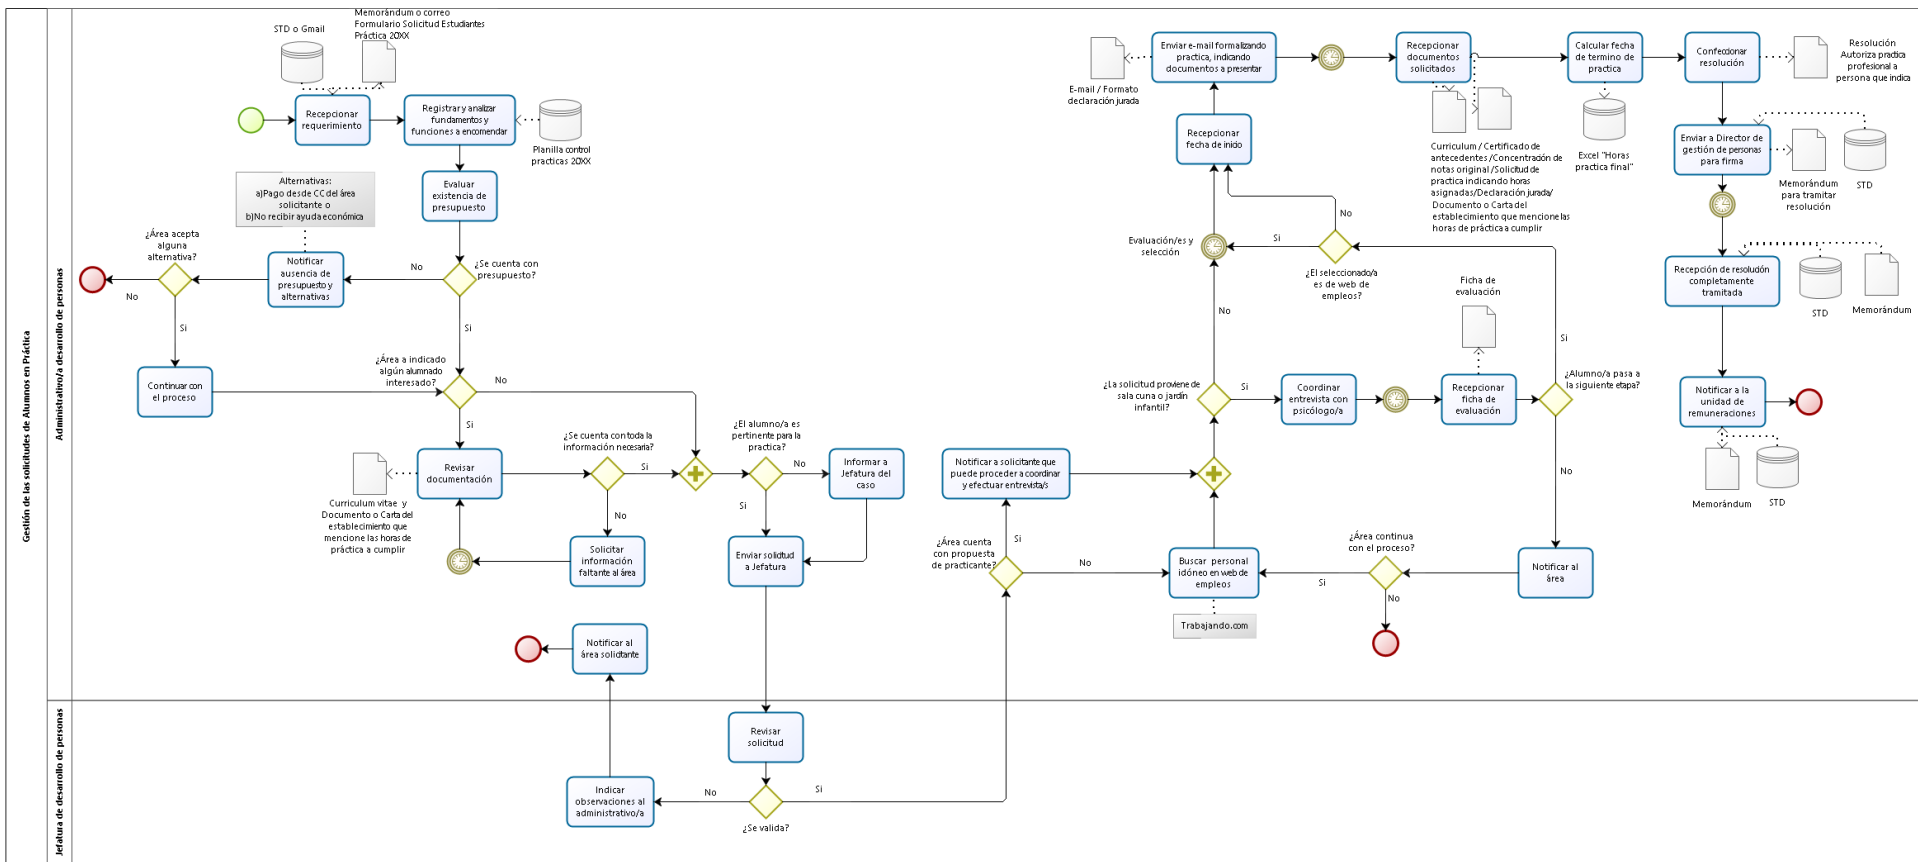 Gestión de las solicitudes de Alumnos en Práctica
Administrativo/a desarrollo de personas
Jefatura de desarrollo de personas
STD o Gmail
Memorándum o correo
Formulario Solicitud Estudiantes
Práctica 20XX
Recepcionar
requerimiento
Registrar y analizar
fundamentos y
funciones a encomendar
Planilla control
practicas 20XX
Evaluar
existencia de
presupuesto
Alternativas:
a)Pago desde CC del área
solicitante o
b)No recibir ayuda económica
¿Área acepta
alguna
alternativa?
Notificar
ausencia de
presupuesto y
alternativas
No
¿Se cuenta con
presupuesto?
No
Si
Si
Continuar con
el proceso
¿Área a indicado
algún alumnado
interesado?
No
Si
Revisar
documentación
Curriculum vitae y
Documento o Carta del
establecimiento que
mencione las horas de
práctica a cumplir
¿Se cuenta con toda la
información necesaria?
Si
No
Solicitar
información
faltante al área
¿El alumno/a es
pertinente para la
practica?
No
Si
Informar a
Jefatura del
caso
Enviar solicitud
a Jefatura
Notificar al
área solicitante
Revisar
solicitud
Indicar
observaciones al
administrativo/a
No
Si
¿Se valida?
Notificar a solicitante que
puede proceder a coordinar
y efectuar entrevista/s
¿Área cuenta
con propuesta
de practicante?
Si
No
Buscar personal
idóneo en web de
empleos
Trabajando.com
¿Área continua
con el proceso?
Si
No
Notificar al
área
¿La solicitud proviene de
sala cuna o jardín
infantil?
No
Si
Coordinar
entrevista con
psicólogo/a
Ficha de
evaluación
Recepcionar
ficha de
evaluación
¿Alumno/a pasa a
la siguiente etapa?
Si
No
Evaluación/es y
selección
Si
No
¿El seleccionado/a
es de web de
empleos?
Recepcionar
fecha de inicio
E-mail / Formato
declaración jurada
Enviar e-mail formalizando
practica, indicando
documentos a presentar
Recepcionar
documentos
solicitados
Curriculum / Certificado de
antecedentes /Concentración de
notas original /Solicitud de
practica indicando horas
asignadas/Declaración jurada/
Documento o Carta del
establecimiento que mencione las
horas de práctica a cumplir
Calcular fecha
de termino de
practica
Excel "Horas
practica final"
Confeccionar
resolución
Resolución
Autoriza practica
profesional a
persona que indica
Enviar a Director de
gestión de personas
para firma
Memorándum
para tramitar
resolución
STD
Recepción de resolución
completamente
tramitada
STD
Memorándum
Notificar a la
unidad de
remuneraciones
Memorándum
STD